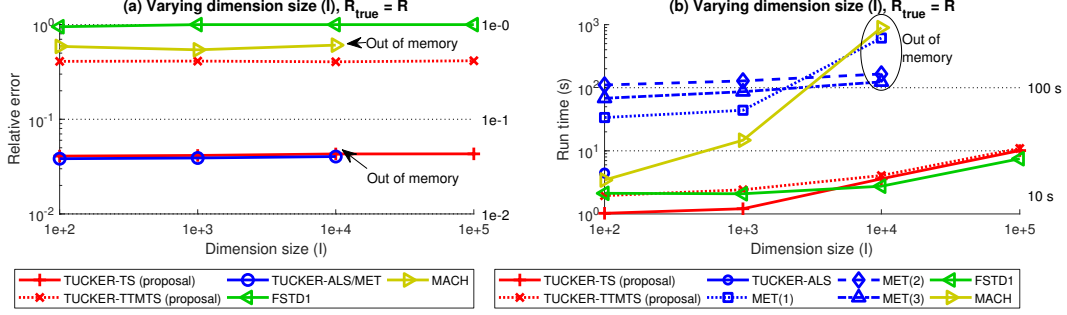 (a) Varying dimension size (I), R_true = R
10^0
10^-1
10^-2
Relative error
Out of memory
Out of memory
1e-0
1e-1
1e-2
1e+2 1e+3 1e+4 1e+5
Dimension size (I)
TUCKER-TS (proposal) TUCKER-ALS/MET MACH
TUCKER-TTMTS (proposal) FSTD1
(b) Varying dimension size (I), R_true = R
10^3
10^2
10^1
10^0
Run time (s)
Out of
memory
100 s
10 s
1e+2 1e+3 1e+4 1e+5
Dimension size (I)
TUCKER-TS (proposal) TUCKER-ALS MET(2) FSTD1
TUCKER-TTMTS (proposal) MET(1) MET(3) MACH